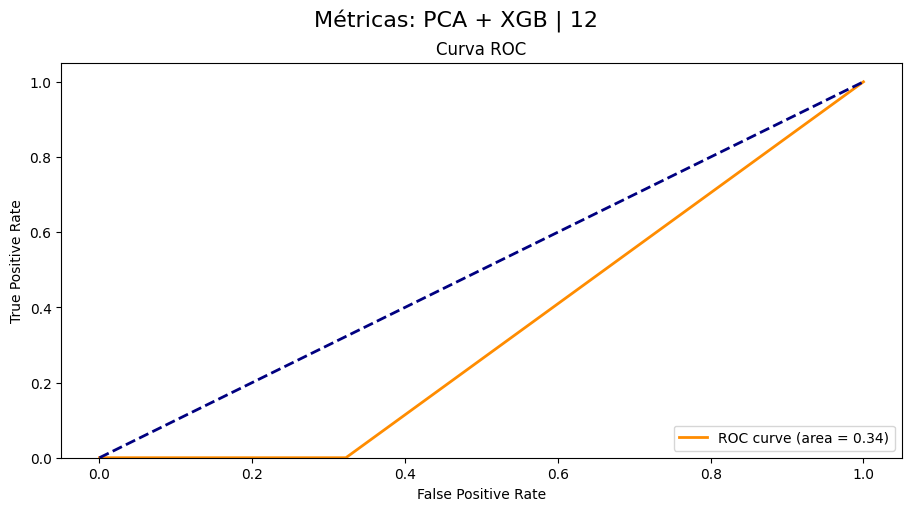 Métricas: PCA + XGB | 12
Curva ROC
1.0
0.8
0.6
0.4
0.2
0.0
True Positive Rate
0.0 0.2 0.4 0.6 0.8 1.0
False Positive Rate
ROC curve (area = 0.34)